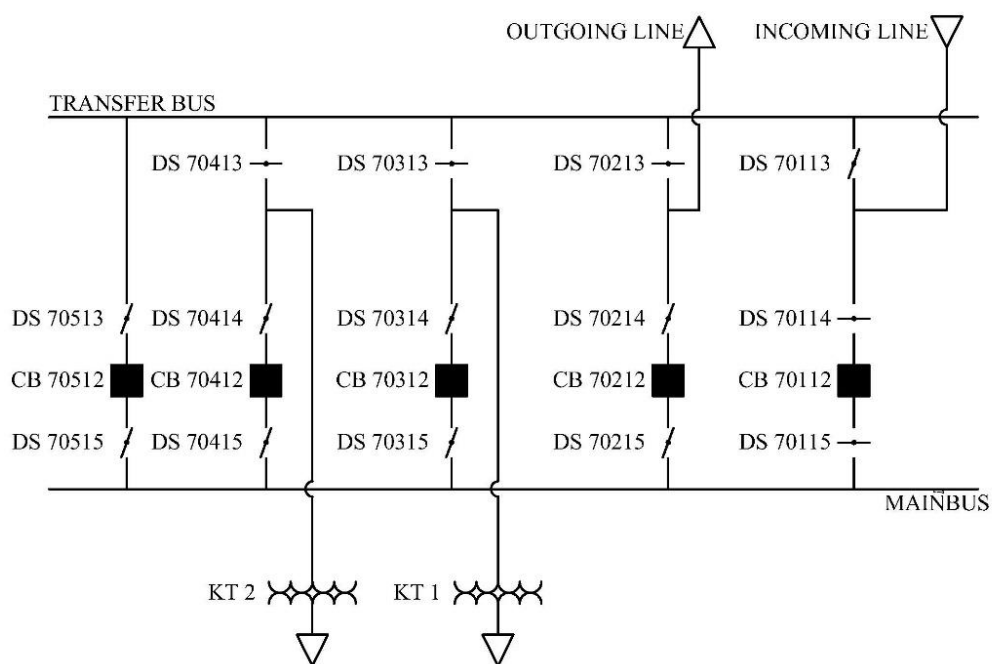 OUTGOING LINE
INCOMING LINE
TRANSFER BUS
DS 70413
DS 70313
DS 70213
DS 70113
DS 70513
DS 70414
DS 70314
DS 70214
DS 70114
CB 70512
CB 70412
CB 70312
CB 70212
CB 70112
DS 70515
DS 70415
DS 70315
DS 70215
DS 70115
MAINBUS
KT 2
KT 1